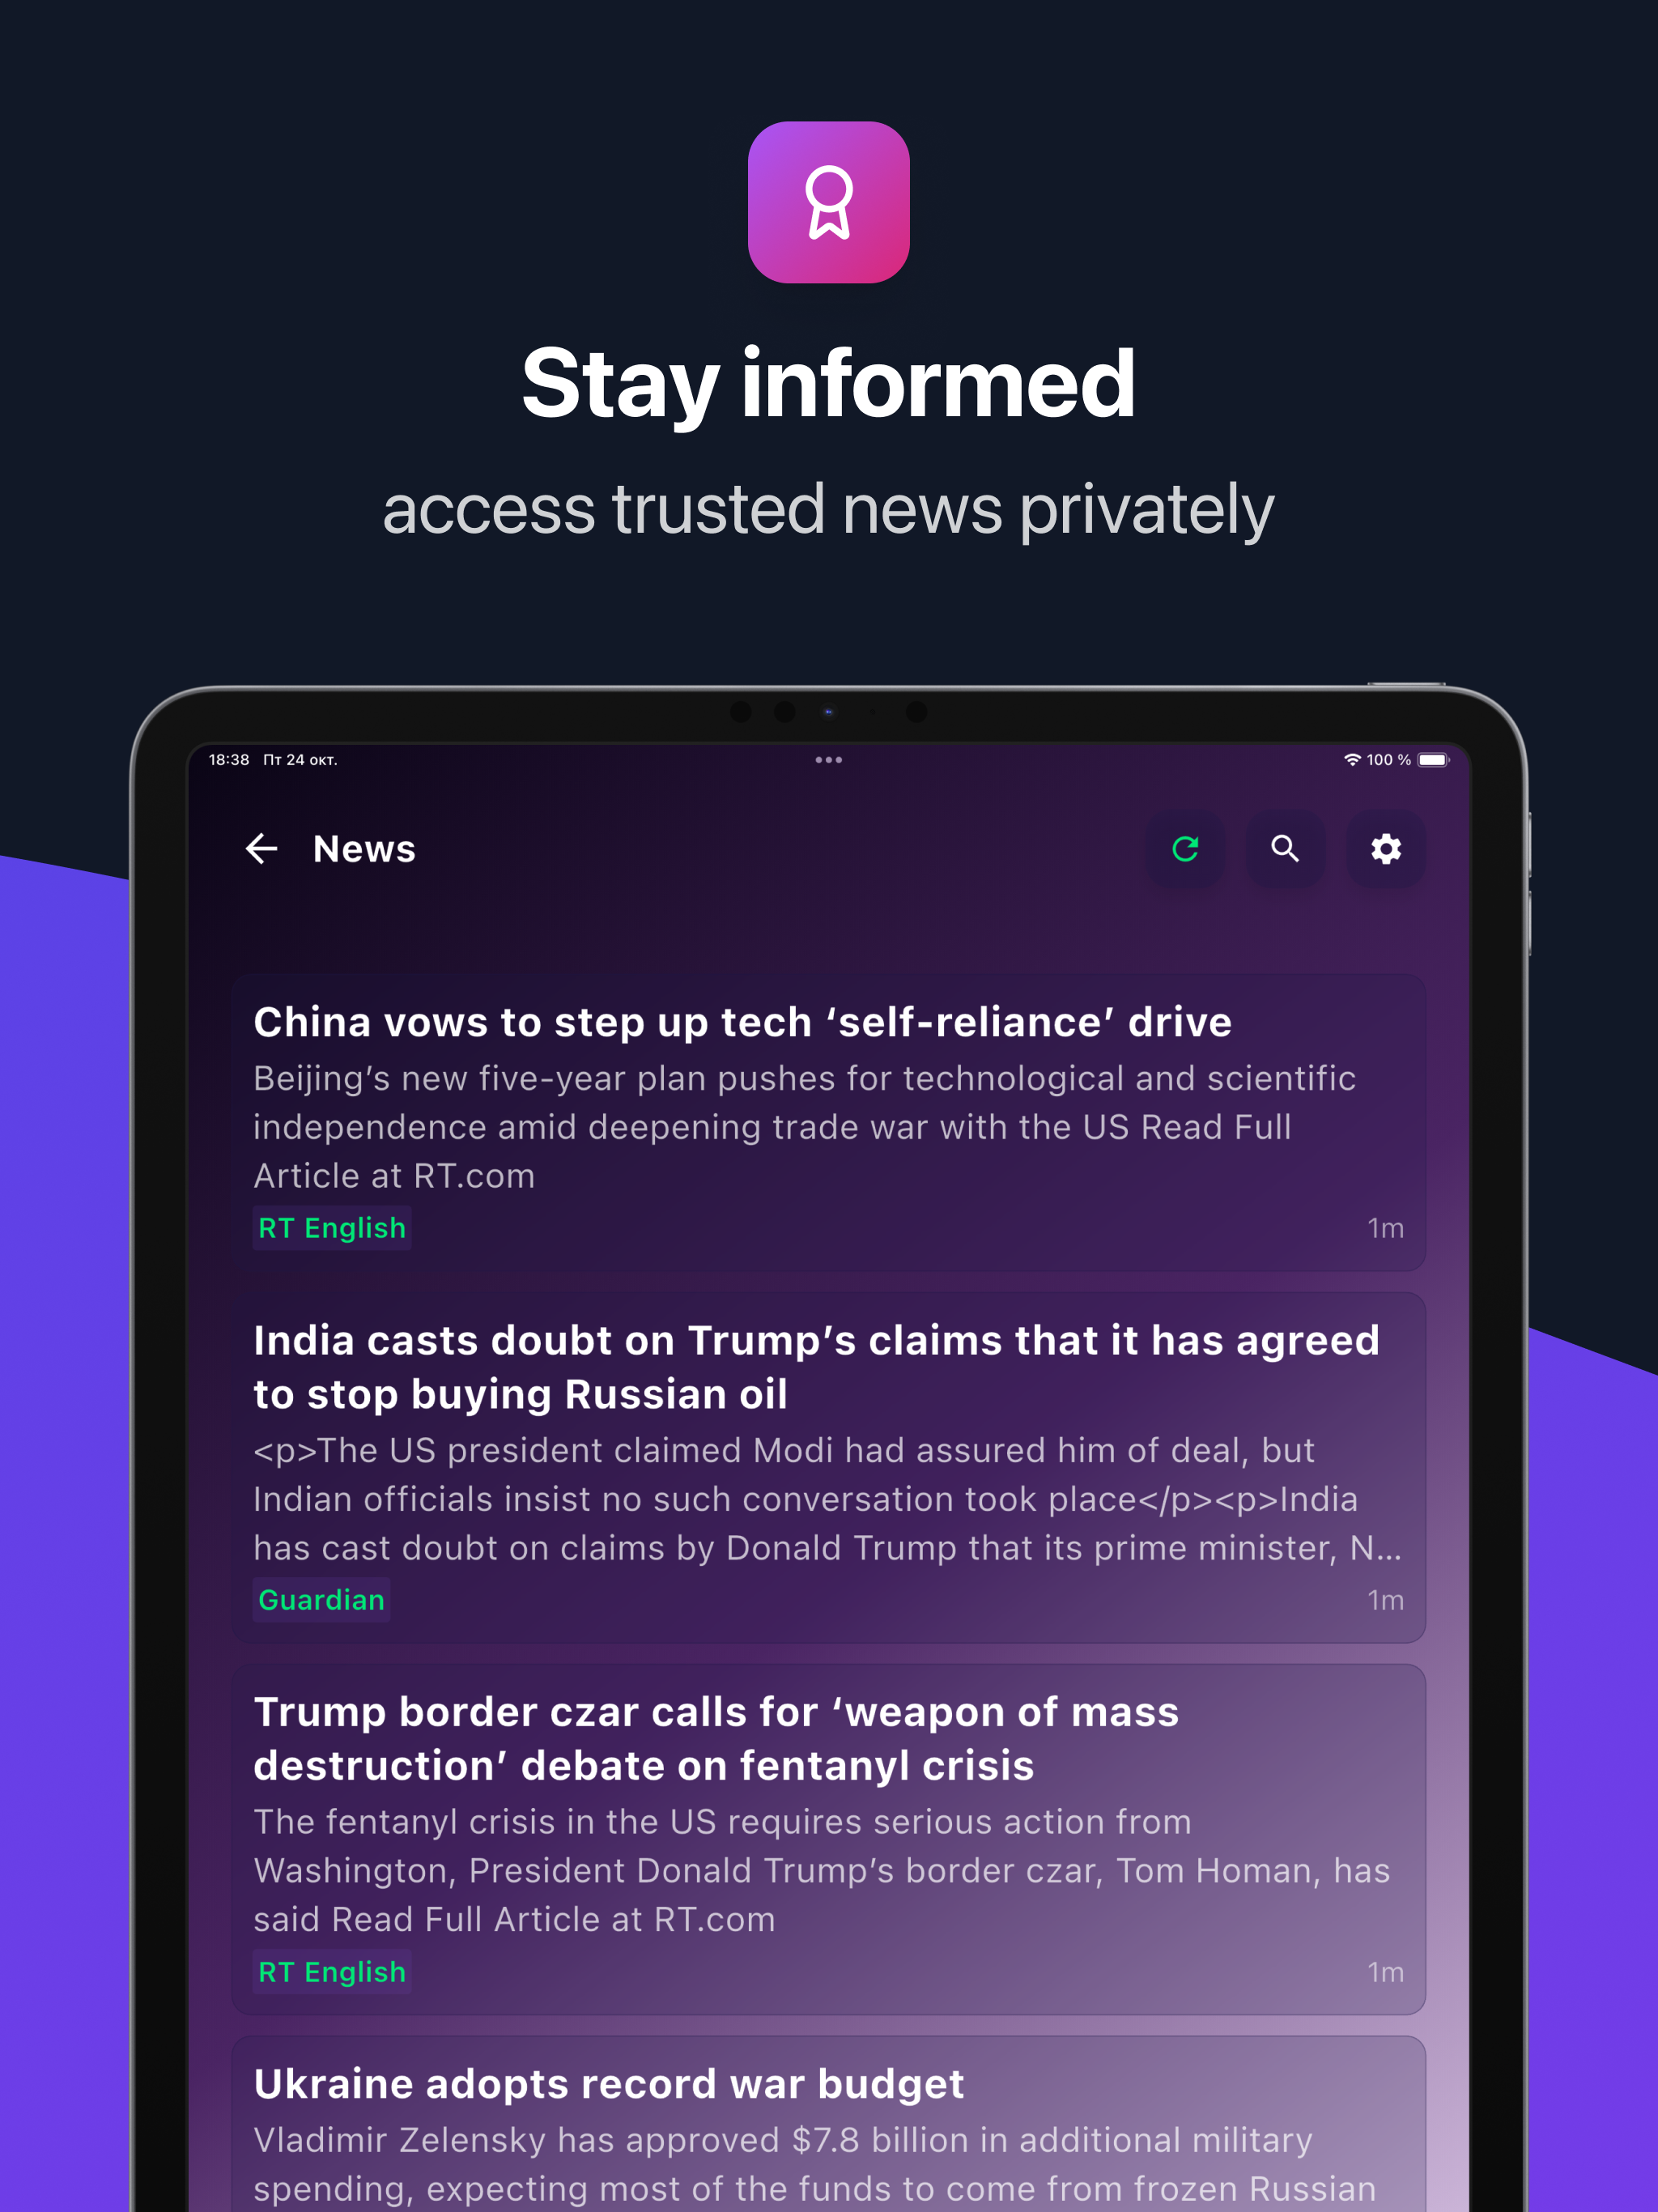 Stay informed
access trusted news privately
18:38 Пт 24 окт.
100 %
News
China vows to step up tech ‘self-reliance’ drive
Beijing’s new five-year plan pushes for technological and scientific
independence amid deepening trade war with the US Read Full
Article at RT.com
RT English
1m
India casts doubt on Trump’s claims that it has agreed
to stop buying Russian oil
<p>The US president claimed Modi had assured him of deal, but
Indian officials insist no such conversation took place</p><p>India
has cast doubt on claims by Donald Trump that its prime minister, N...
Guardian
1m
Trump border czar calls for ‘weapon of mass
destruction’ debate on fentanyl crisis
The fentanyl crisis in the US requires serious action from
Washington, President Donald Trump’s border czar, Tom Homan, has
said Read Full Article at RT.com
RT English
1m
Ukraine adopts record war budget
Vladimir Zelensky has approved $7.8 billion in additional military
spending, expecting most of the funds to come from frozen Russian